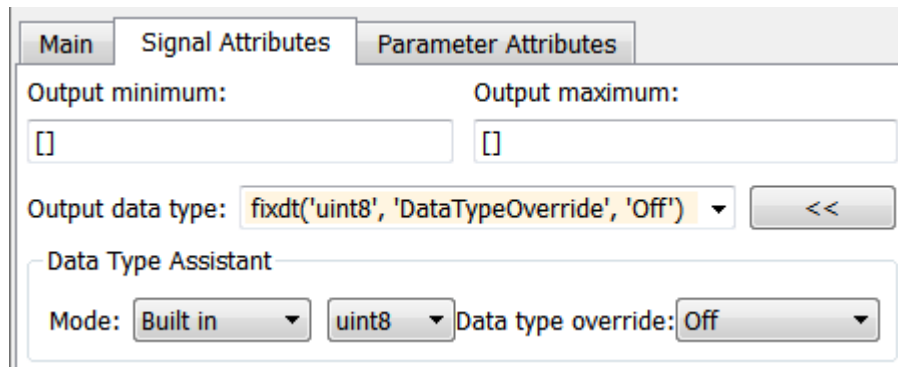 Main Signal Attributes Parameter Attributes
Output minimum: Output maximum:
[] []
Output data type: fixdt('uint8', 'DataTypeOverride', 'Off') <<
Data Type Assistant
Mode: Built in uint8 Data type override: Off